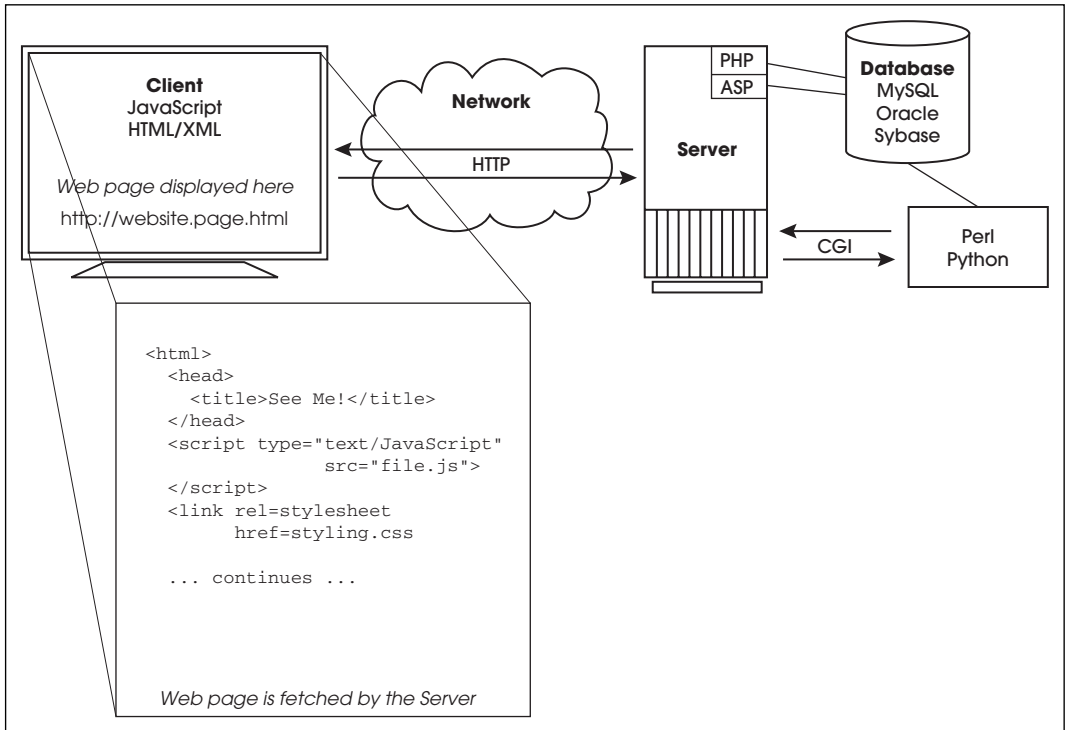 Client
JavaScript
HTML/XML
Web page displayed here
http://website.page.html
Network
HTTP
PHP
ASP
Server
Database
MySQL
Oracle
Sybase
CGI
Perl
Python
<html>
<head>
<title>See Me!</title>
</head>
<script type="text/JavaScript"
src="file.js">
</script>
<link rel=stylesheet
href=styling.css
... continues ...
Web page is fetched by the Server